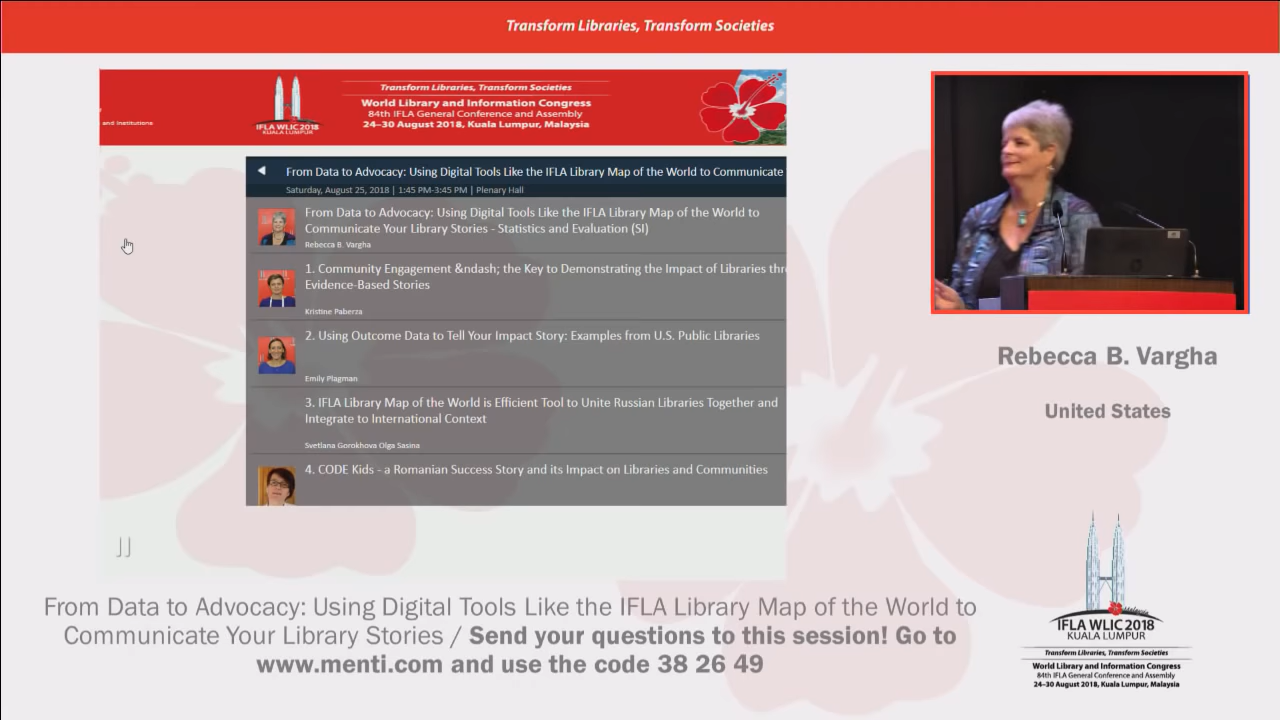 Transform Libraries, Transform Societies
and Institutions
IFLA WLIC 2018
KUALA LUMPUR
Transform Libraries, Transform Societies
World Library and Information Congress
84th IFLA General Conference and Assembly
24–30 August 2018, Kuala Lumpur, Malaysia
From Data to Advocacy: Using Digital Tools Like the IFLA Library Map of the World to Communicate
Saturday, August 25, 2018 | 1:45 PM-3:45 PM | Plenary Hall
From Data to Advocacy: Using Digital Tools Like the IFLA Library Map of the World to
Communicate Your Library Stories - Statistics and Evaluation (SI)
Rebecca B. Vargha
1. Community Engagement &ndash; the Key to Demonstrating the Impact of Libraries thr
Evidence-Based Stories
Kristine Paberza
2. Using Outcome Data to Tell Your Impact Story: Examples from U.S. Public Libraries
Emily Plagman
3. IFLA Library Map of the World is Efficient Tool to Unite Russian Libraries Together and
Integrate to International Context
Svetlana Gorokhova Olga Sasina
4. CODE Kids - a Romanian Success Story and its Impact on Libraries and Communities
Rebecca B. Vargha
United States
From Data to Advocacy: Using Digital Tools Like the IFLA Library Map of the World to
Communicate Your Library Stories / Send your questions to this session! Go to
www.menti.com and use the code 38 26 49
Malaysia
IFLA WLIC 2018
KUALA LUMPUR
Transform Libraries, Transform Societies
World Library and Information Congress
84th IFLA General Conference and Assembly
24–30 August 2018, Kuala Lumpur, Malaysia